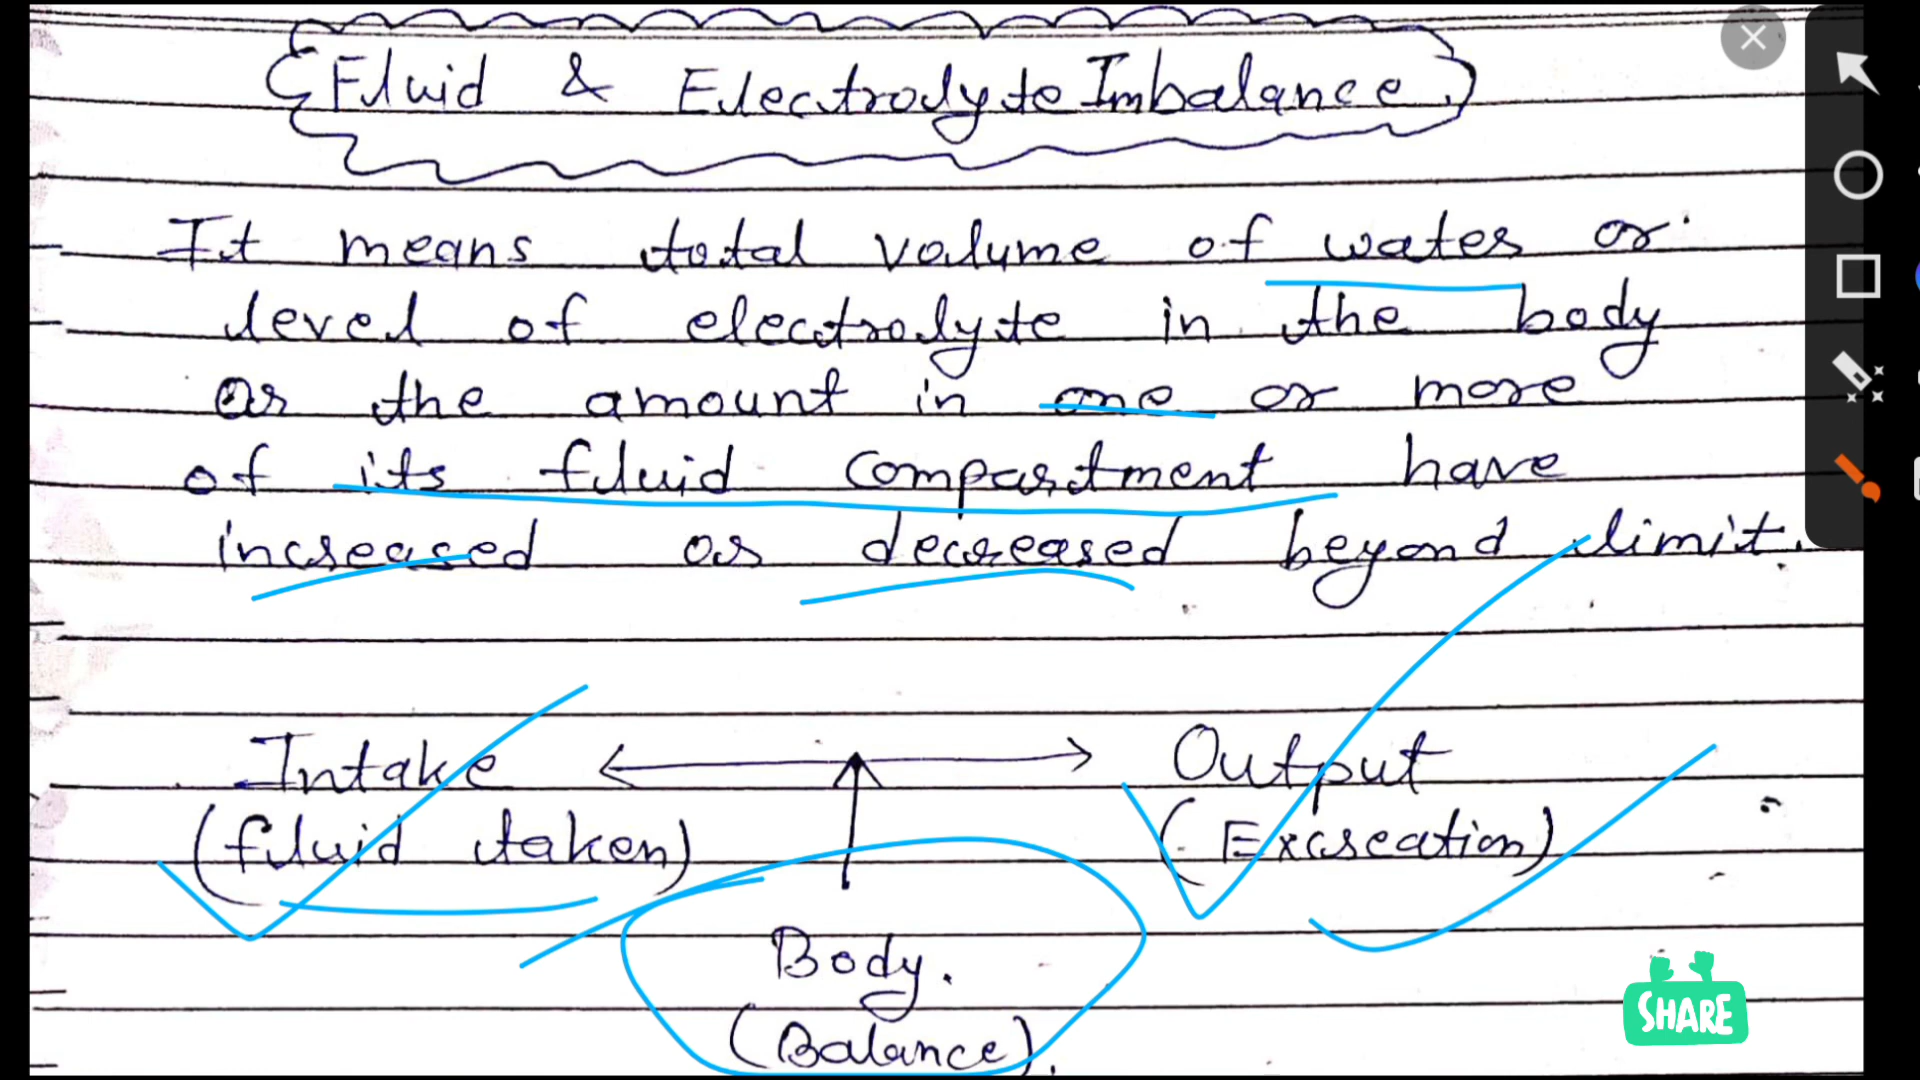 Fluid & Electrolyte Imbalance
It means total volume of water or
level of electrolyte in the body
or the amount in one or more
of its fluid compartment have
increased or decreased beyond limit.
Intake Output
(fluid taken) (Excreation)
Body.
(Balance).
SHARE